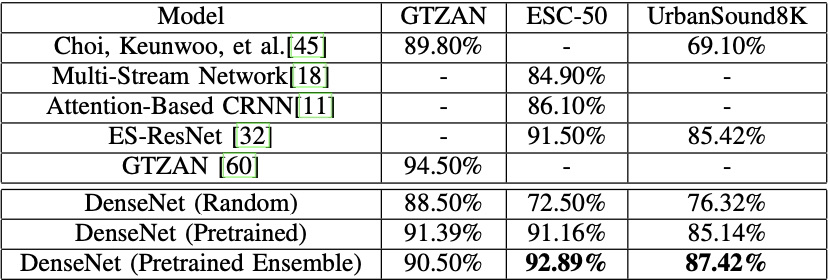 Model GTZAN ESC-50 UrbanSound8K
Choi, Keunwoo, et al.[45] 89.80% - 69.10%
Multi-Stream Network[18] - 84.90% -
Attention-Based CRNN[11] - 86.10% -
ES-ResNet [32] - 91.50% 85.42%
GTZAN [60] 94.50% - -
DenseNet (Random) 88.50% 72.50% 76.32%
DenseNet (Pretrained) 91.39% 91.16% 85.14%
DenseNet (Pretrained Ensemble) 90.50% 92.89% 87.42%